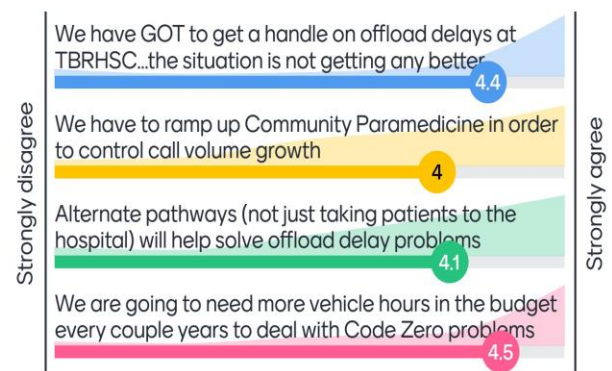 We have GOT to get a handle on offload delays at
TBRHSC...the situation is not getting any better
4.4
We have to ramp up Community Paramedicine in order
to control call volume growth
4
Alternate pathways (not just taking patients to the
hospital) will help solve offload delay problems
4.1
We are going to need more vehicle hours in the budget
every couple years to deal with Code Zero problems
4.5
Strongly disagree
Strongly agree